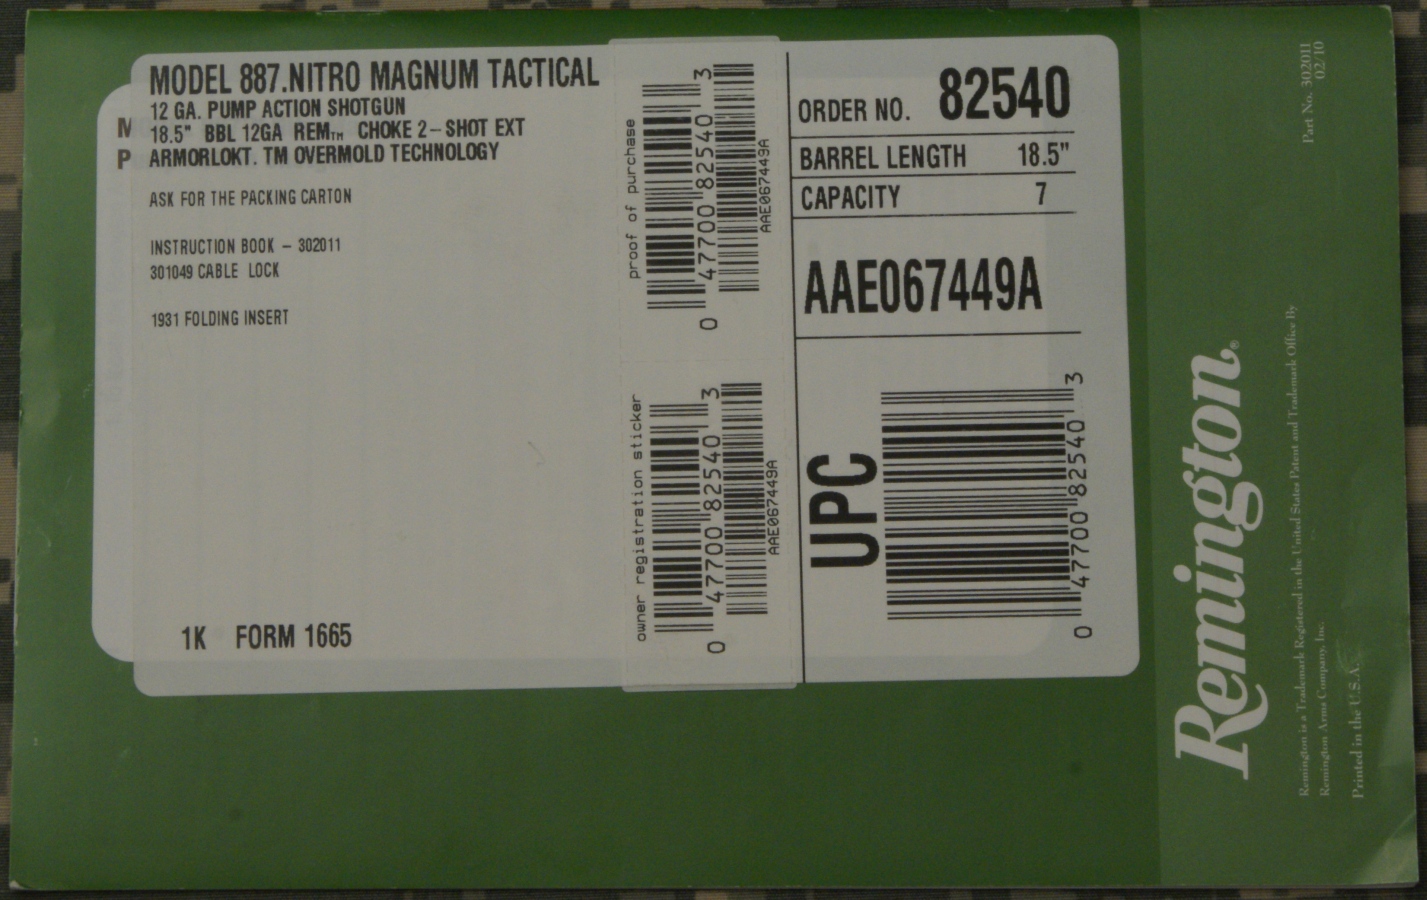 MODEL 887.NITRO MAGNUM TACTICAL
12 GA. PUMP ACTION SHOTGUN
M
18.5" BBL 12GA REM™ CHOKE 2-SHOT EXT
P
ARMORLOKT. TM OVERMOLD TECHNOLOGY
ASK FOR THE PACKING CARTON
INSTRUCTION BOOK - 302011
301049 CABLE LOCK
1931 FOLDING INSERT
1K FORM 1665
proof of purchase
0 47700 82540 3
AAE067449A
owner registration sticker
0 47700 82540 3
AAE067449A
ORDER NO. 82540
BARREL LENGTH 18.5"
CAPACITY 7
AAE067449A
UPC
0 47700 82540 3
Remington®
Part No. 302011
02/10
Remington is a Trademark Registered in the United States Patent and Trademark Office By
Remington Arms Company, Inc.
Printed in the U.S.A.